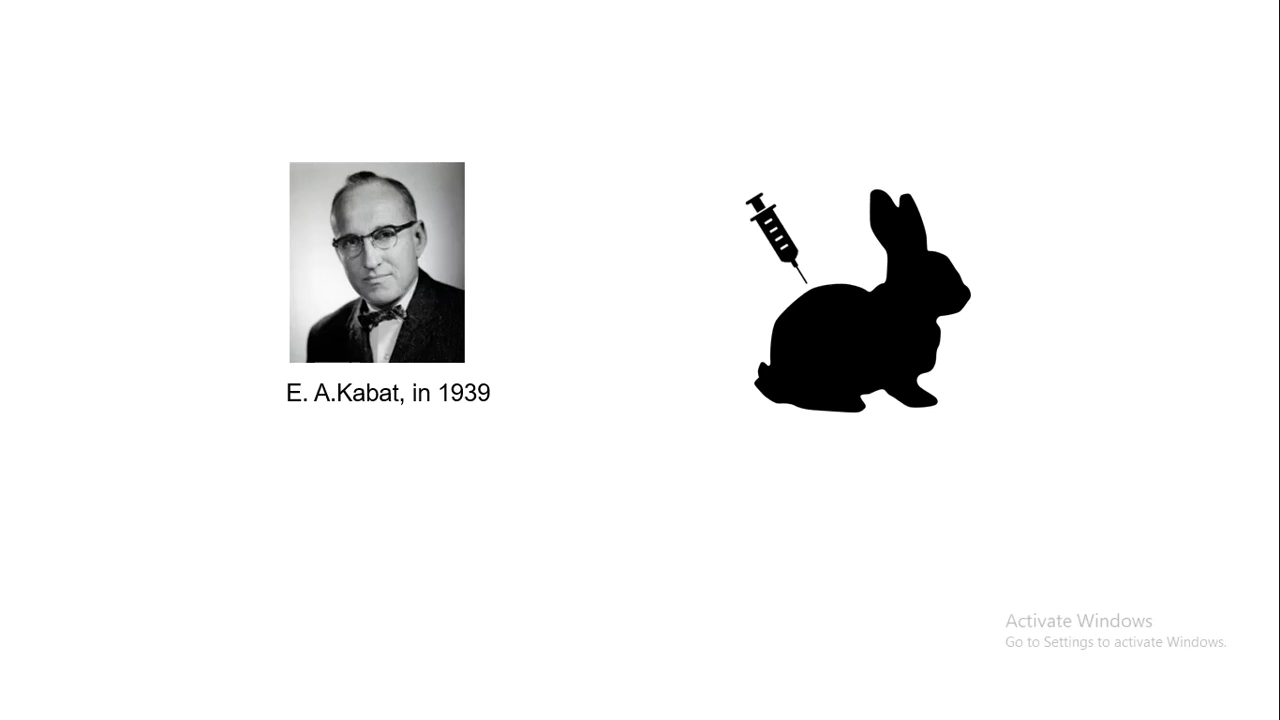 E. A.Kabat, in 1939
Activate Windows
Go to Settings to activate Windows.